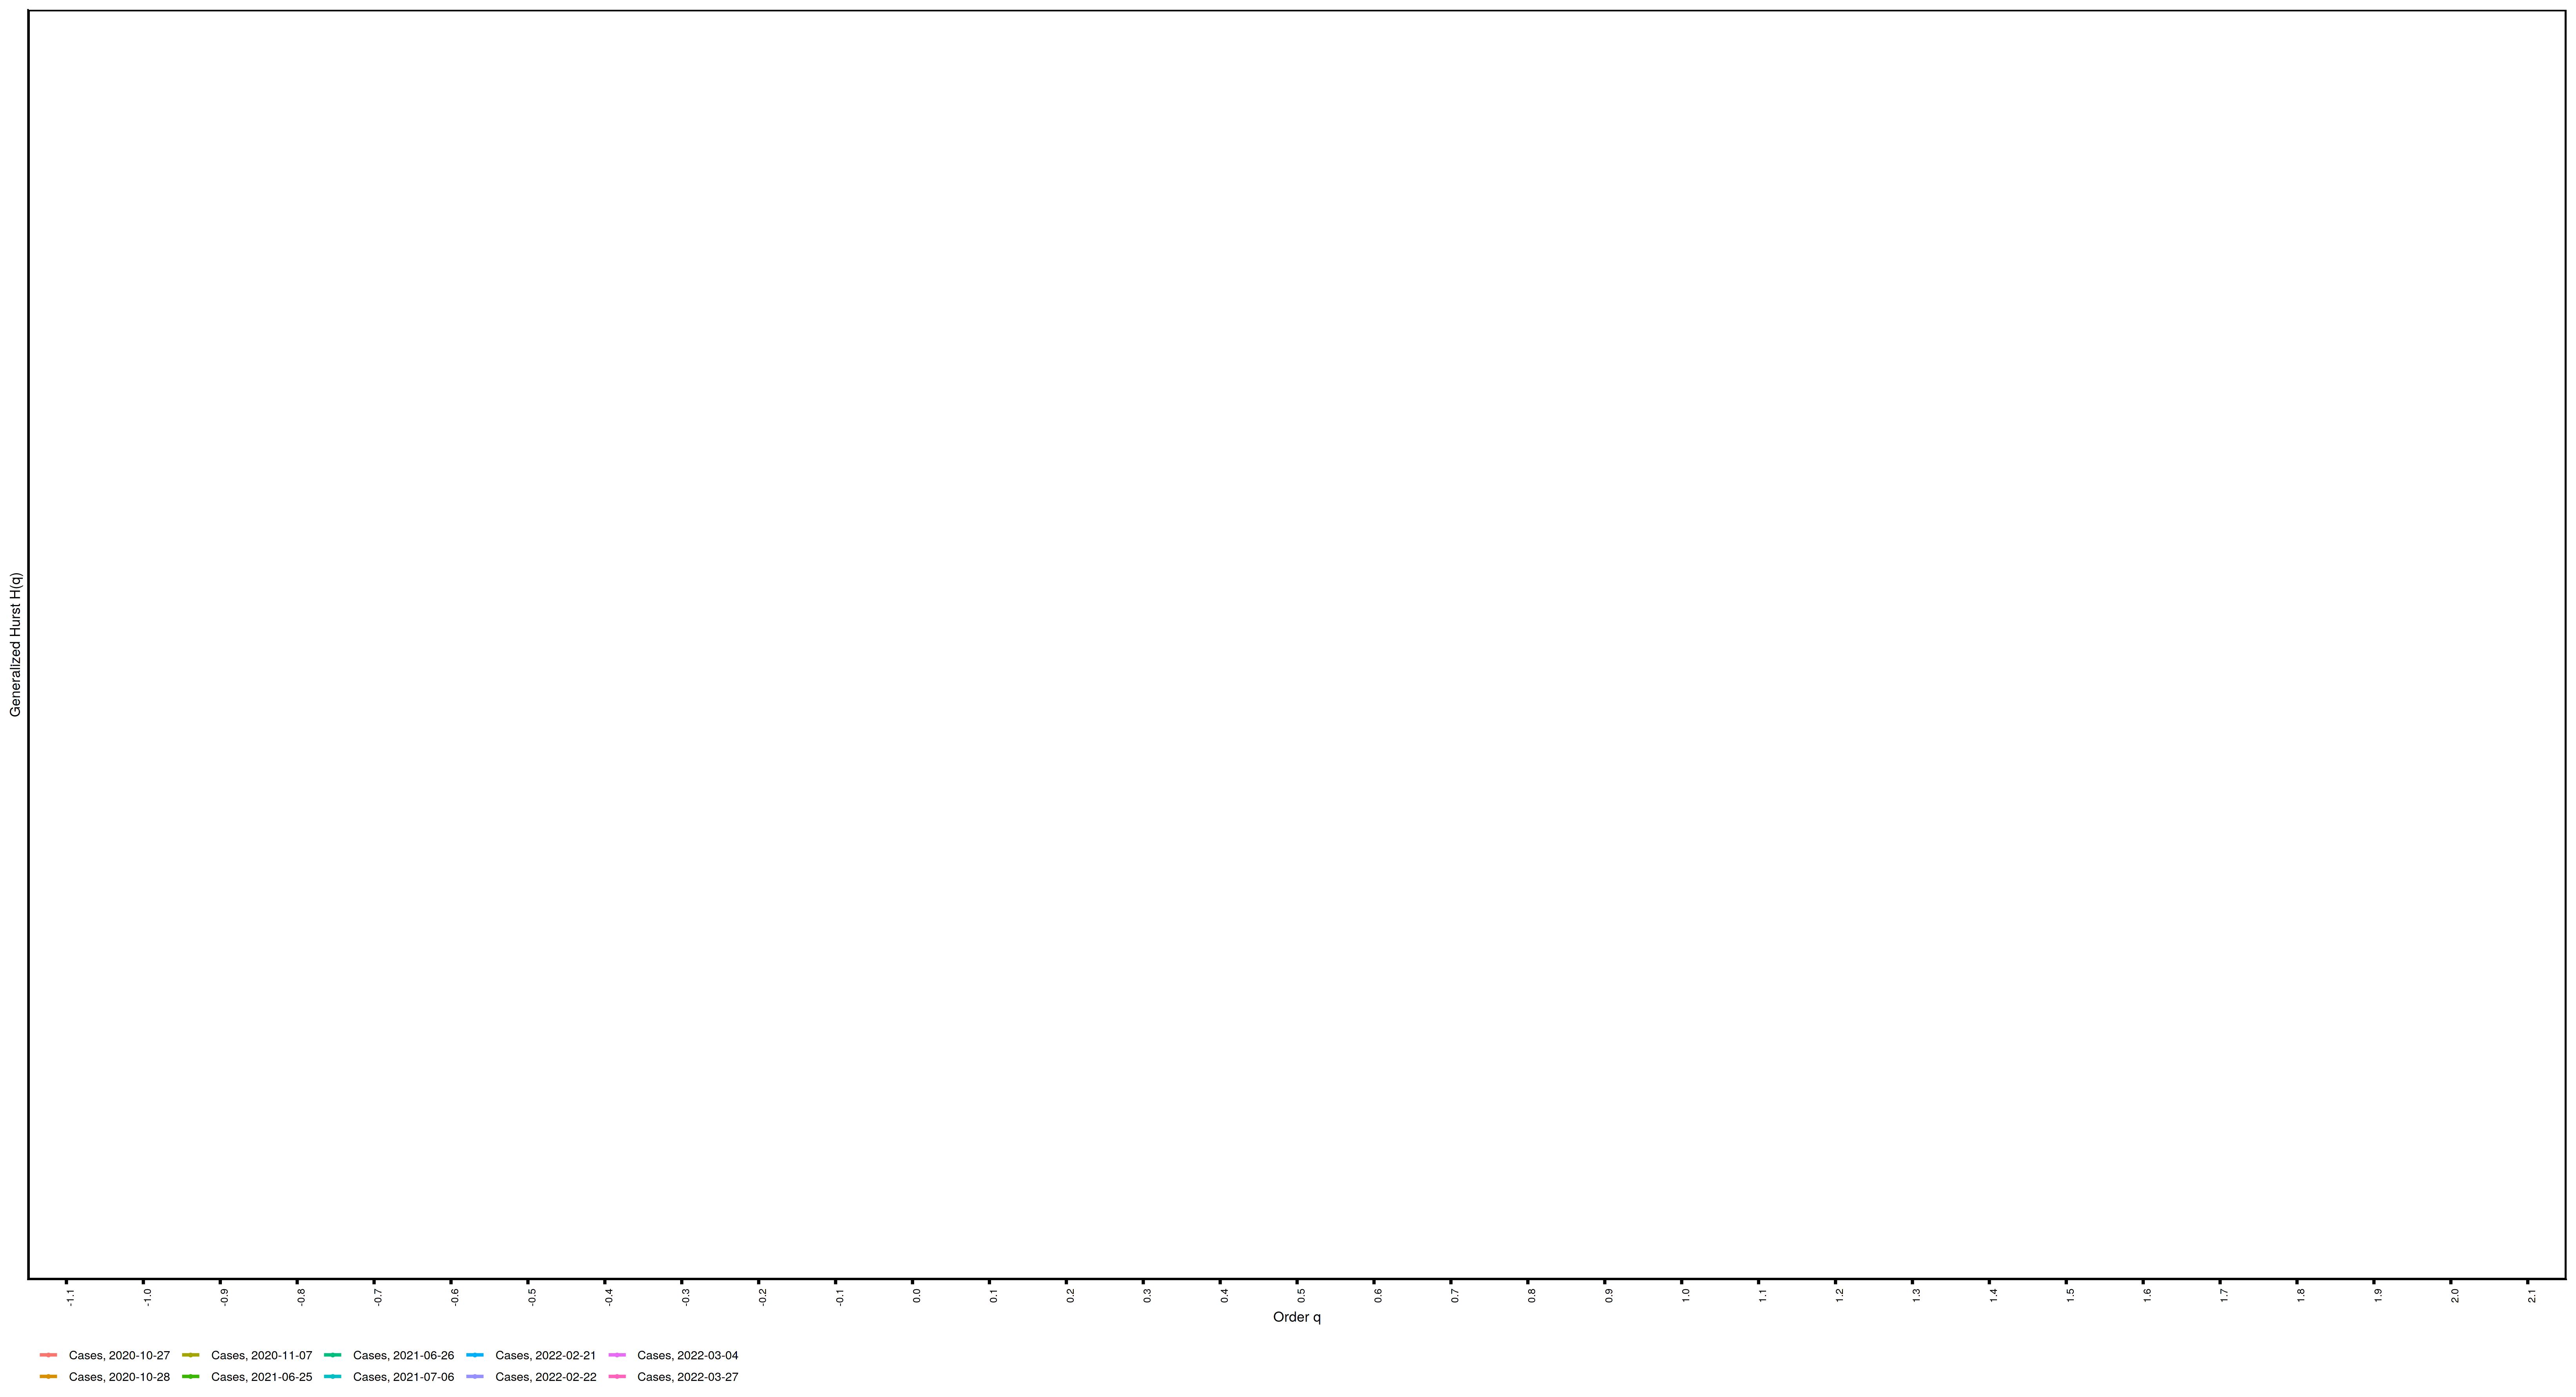 Generalized Hurst H(q)
-1.1 -1.0 -0.9 -0.8 -0.7 -0.6 -0.5 -0.4 -0.3 -0.2 -0.1 0.0 0.1 0.2 0.3 0.4 0.5 0.6 0.7 0.8 0.9 1.0 1.1 1.2 1.3 1.4 1.5 1.6 1.7 1.8 1.9 2.0 2.1
Order q
Cases, 2020-10-27 Cases, 2020-11-07 Cases, 2021-06-26 Cases, 2022-02-21 Cases, 2022-03-04
Cases, 2020-10-28 Cases, 2021-06-25 Cases, 2021-07-06 Cases, 2022-02-22 Cases, 2022-03-27